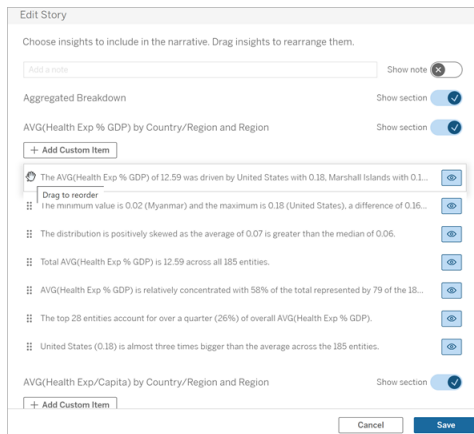 Edit Story
Choose insights to include in the narrative. Drag insights to rearrange them.
Add a note
Show note
Aggregated Breakdown
Show section
AVG(Health Exp % GDP) by Country/Region and Region
Show section
+ Add Custom Item
The AVG(Health Exp % GDP) of 12.59 was driven by United States with 0.18, Marshall Islands with 0.1...
Drag to reorder
The minimum value is 0.02 (Myanmar) and the maximum is 0.18 (United States), a difference of 0.16...
The distribution is positively skewed as the average of 0.07 is greater than the median of 0.06.
Total AVG(Health Exp % GDP) is 12.59 across all 185 entities.
AVG(Health Exp % GDP) is relatively concentrated with 58% of the total represented by 79 of the 18...
The top 28 entities account for over a quarter (26%) of overall AVG(Health Exp % GDP).
United States (0.18) is almost three times bigger than the average across the 185 entities.
AVG(Health Exp/Capita) by Country/Region and Region
Show section
+ Add Custom Item
Cancel
Save